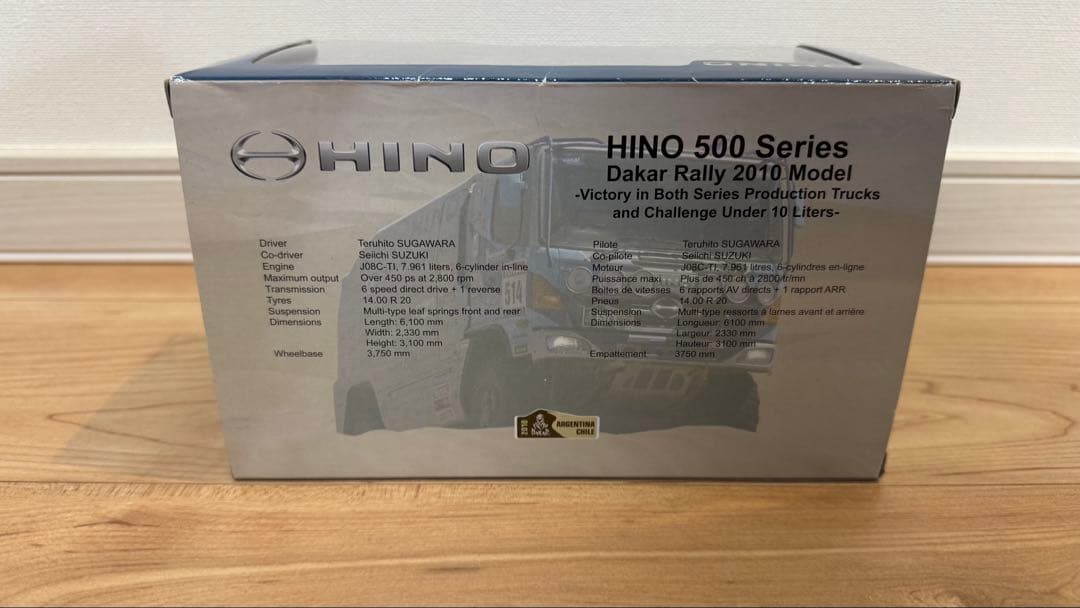 HINO
HINO
HINO 500 Series
Dakar Rally 2010 Model
-Victory in Both Series Production Trucks
and Challenge Under 10 Liters-
Driver Teruhito SUGAWARA
Co-driver Seiichi SUZUKI
Engine J08C-TI, 7.961 liters, 6-cylinder in-line
Maximum output Over 450 ps at 2,800 rpm
Transmission 6 speed direct drive + 1 reverse
Tyres 14.00 R 20
Suspension Multi-type leaf springs front and rear
Dimensions Length: 6,100 mm
Width: 2,330 mm
Height: 3,100 mm
Wheelbase 3,750 mm
Pilote Teruhito SUGAWARA
Co-pilote Seiichi SUZUKI
Moteur J08C-TI, 7.961 litres, 6-cylindres en-ligne
Puissance maxi Plus de 450 ch à 2800 tr/mn
Boîtes de vitesses 6 rapports AV directs + 1 rapport ARR
Pneus 14.00 R 20
Suspension Multi-type ressorts à lames avant et arrière
Dimensions Longueur: 6100 mm
Largeur: 2330 mm
Hauteur: 3100 mm
Empattement 3750 mm
514
2010
DAKAR
ARGENTINA
CHILE